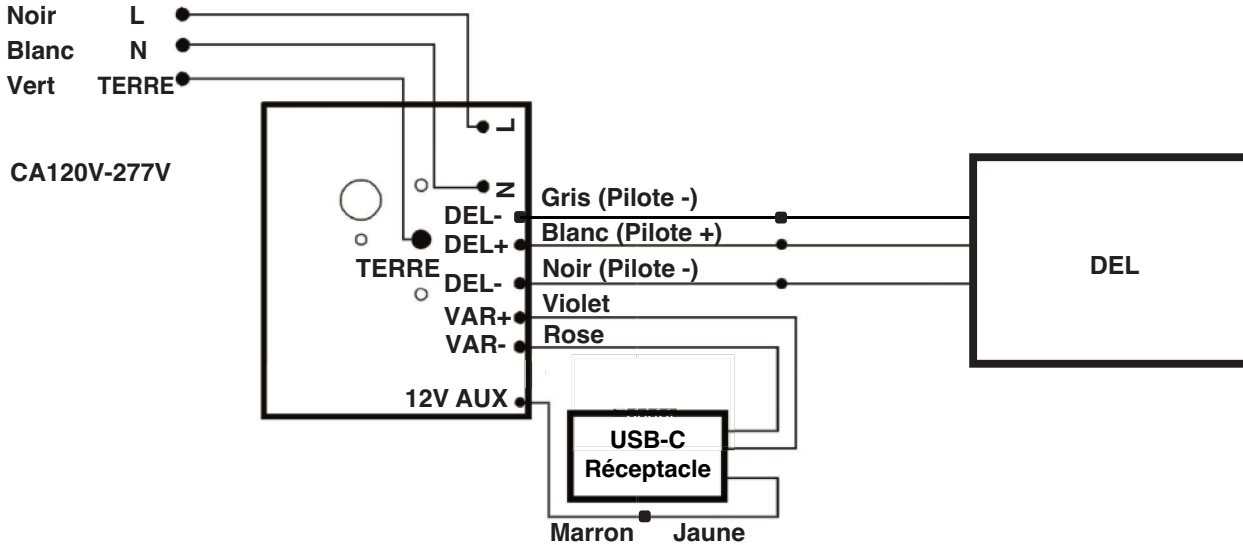 Noir L
Blanc N
Vert TERRE
CA120V-277V
L
N
DEL-
DEL+
TERRE
DEL-
VAR+
VAR-
12V AUX
Gris (Pilote -)
Blanc (Pilote +)
Noir (Pilote -)
Violet
Rose
USB-C
Réceptacle
Marron Jaune
DEL